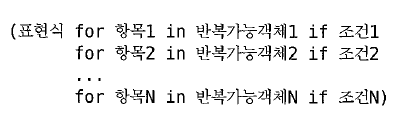 (표현식 for 항목1 in 반복가능객체1 if 조건1
for 항목2 in 반복가능객체2 if 조건2
...
for 항목N in 반복가능객체N if 조건N)